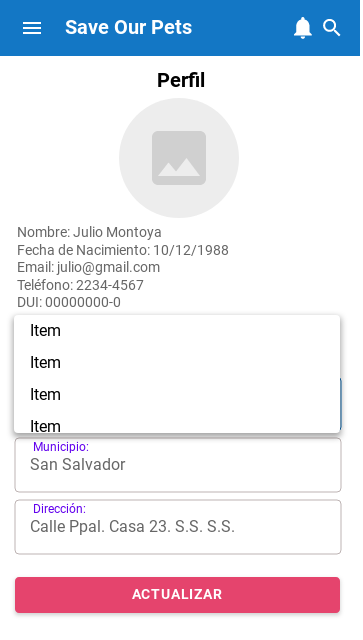 Save Our Pets
Perfil
Nombre: Julio Montoya
Fecha de Nacimiento: 10/12/1988
Email: julio@gmail.com
Teléfono: 2234-4567
DUI: 00000000-0
Item
Item
Item
Item
Municipio:
San Salvador
Dirección:
Calle Ppal. Casa 23. S.S. S.S.
ACTUALIZAR